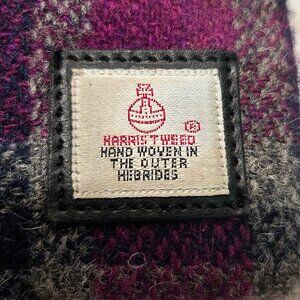 ®
HARRIS TWEED
HAND WOVEN IN
THE OUTER
HEBRIDES